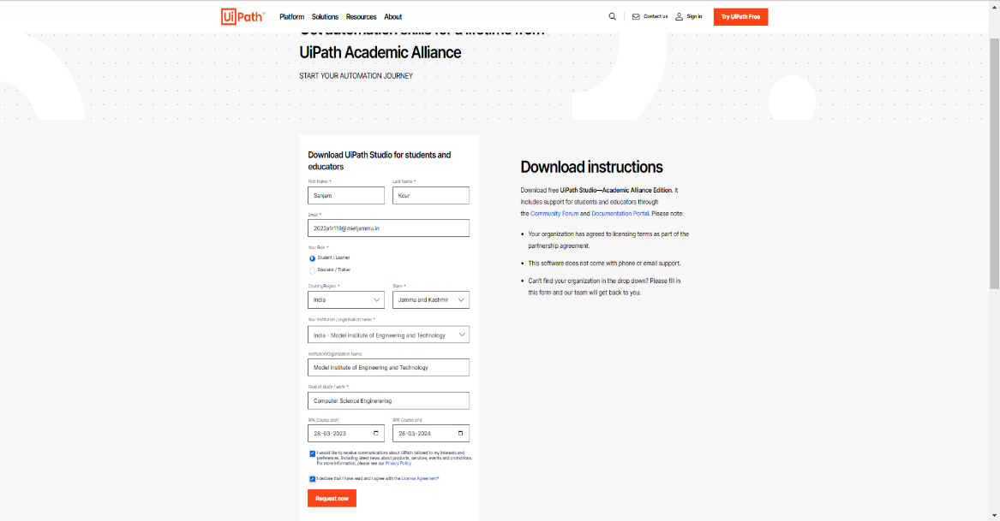 UiPath Platform Solutions Resources About Contact us Sign in Try UiPath Free
Get automation skills for a lifetime from
UiPath Academic Alliance
START YOUR AUTOMATION JOURNEY
Download UiPath Studio for students and
educators
First Name * Last Name *
Sanjam Kour
Email *
2022a1r119@mietjammu.in
Your Role *
Student / Learner
Educator / Trainer
Country/Region * State *
India Jammu and Kashmir
Your institution / organization name *
India - Model Institute of Engineering and Technology
Institution/Organization Name
Model Institute of Engineering and Technology
Field of study / work *
Computer Science Enginerering
RPA Course start RPA Course end
28-03-2023 28-03-2024
I would like to receive communications about UiPath tailored to my interests and
preferences, including latest news about products, services, events and promotions.
For more information, please see our Privacy Policy
I declare that I have read and I agree with the License Agreement*
Request now
Download instructions
Download free UiPath Studio—Academic Alliance Edition. It
includes support for students and educators through
the Community Forum and Documentation Portal. Please note:
• Your organization has agreed to licensing terms as part of the
partnership agreement.
• This software does not come with phone or email support.
• Can't find your organization in the drop down? Please fill in
this form and our team will get back to you.